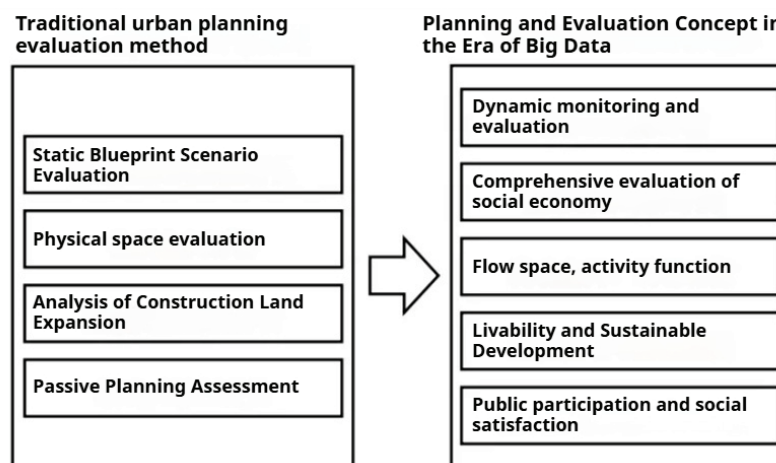 Traditional urban planning
evaluation method
Static Blueprint Scenario
Evaluation
Physical space evaluation
Analysis of Construction Land
Expansion
Passive Planning Assessment
Planning and Evaluation Concept in
the Era of Big Data
Dynamic monitoring and
evaluation
Comprehensive evaluation of
social economy
Flow space, activity function
Livability and Sustainable
Development
Public participation and social
satisfaction